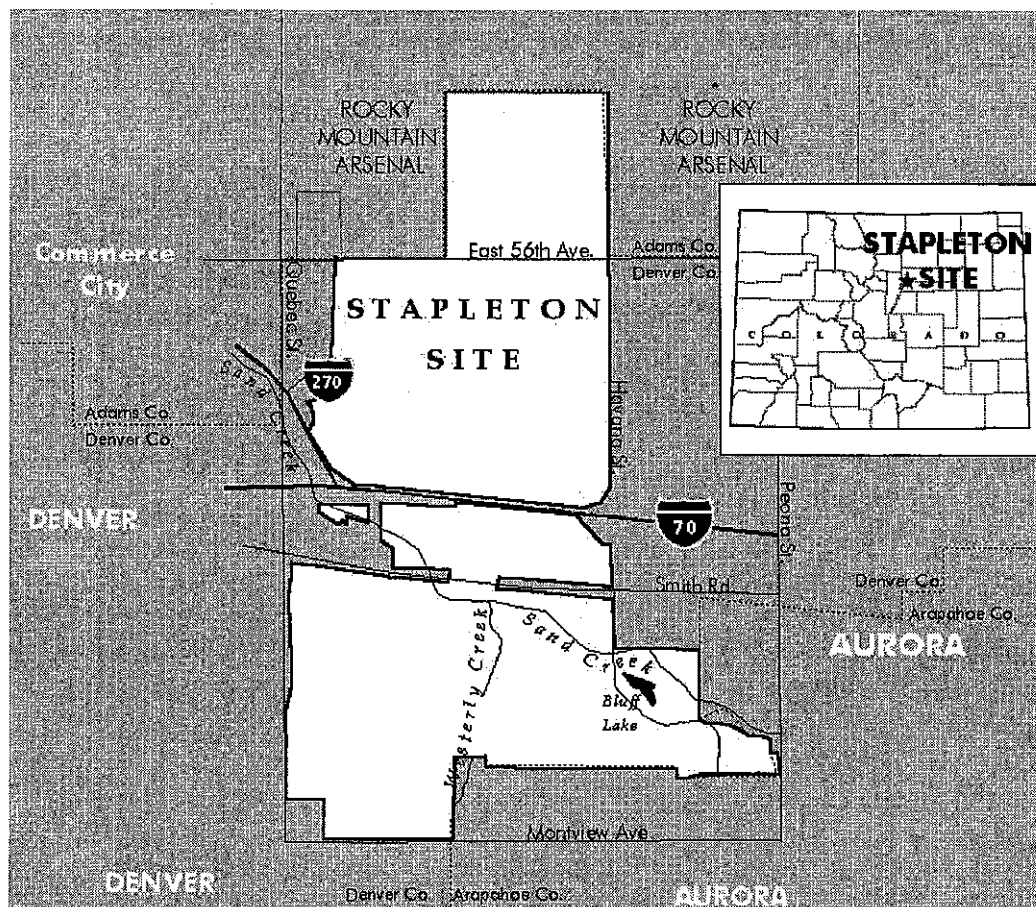 ROCKY
MOUNTAIN
ARSENAL
ROCKY
MOUNTAIN
ARSENAL
Commerce
City
East 56th Ave.
Adams Co.
Denver Co.
Quebec St.
STAPLETON
SITE
STAPLETON
SITE
COLORADO
270
Sand Creek
Havana St.
Adams Co.
Denver Co.
DENVER
70
Peoria St.
Smith Rd.
Denver Co.
Arapahoe Co.
AURORA
Westerly Creek
Sand Creek
Bluff
Lake
Montview Ave.
DENVER
Denver Co.
Arapahoe Co.
AURORA